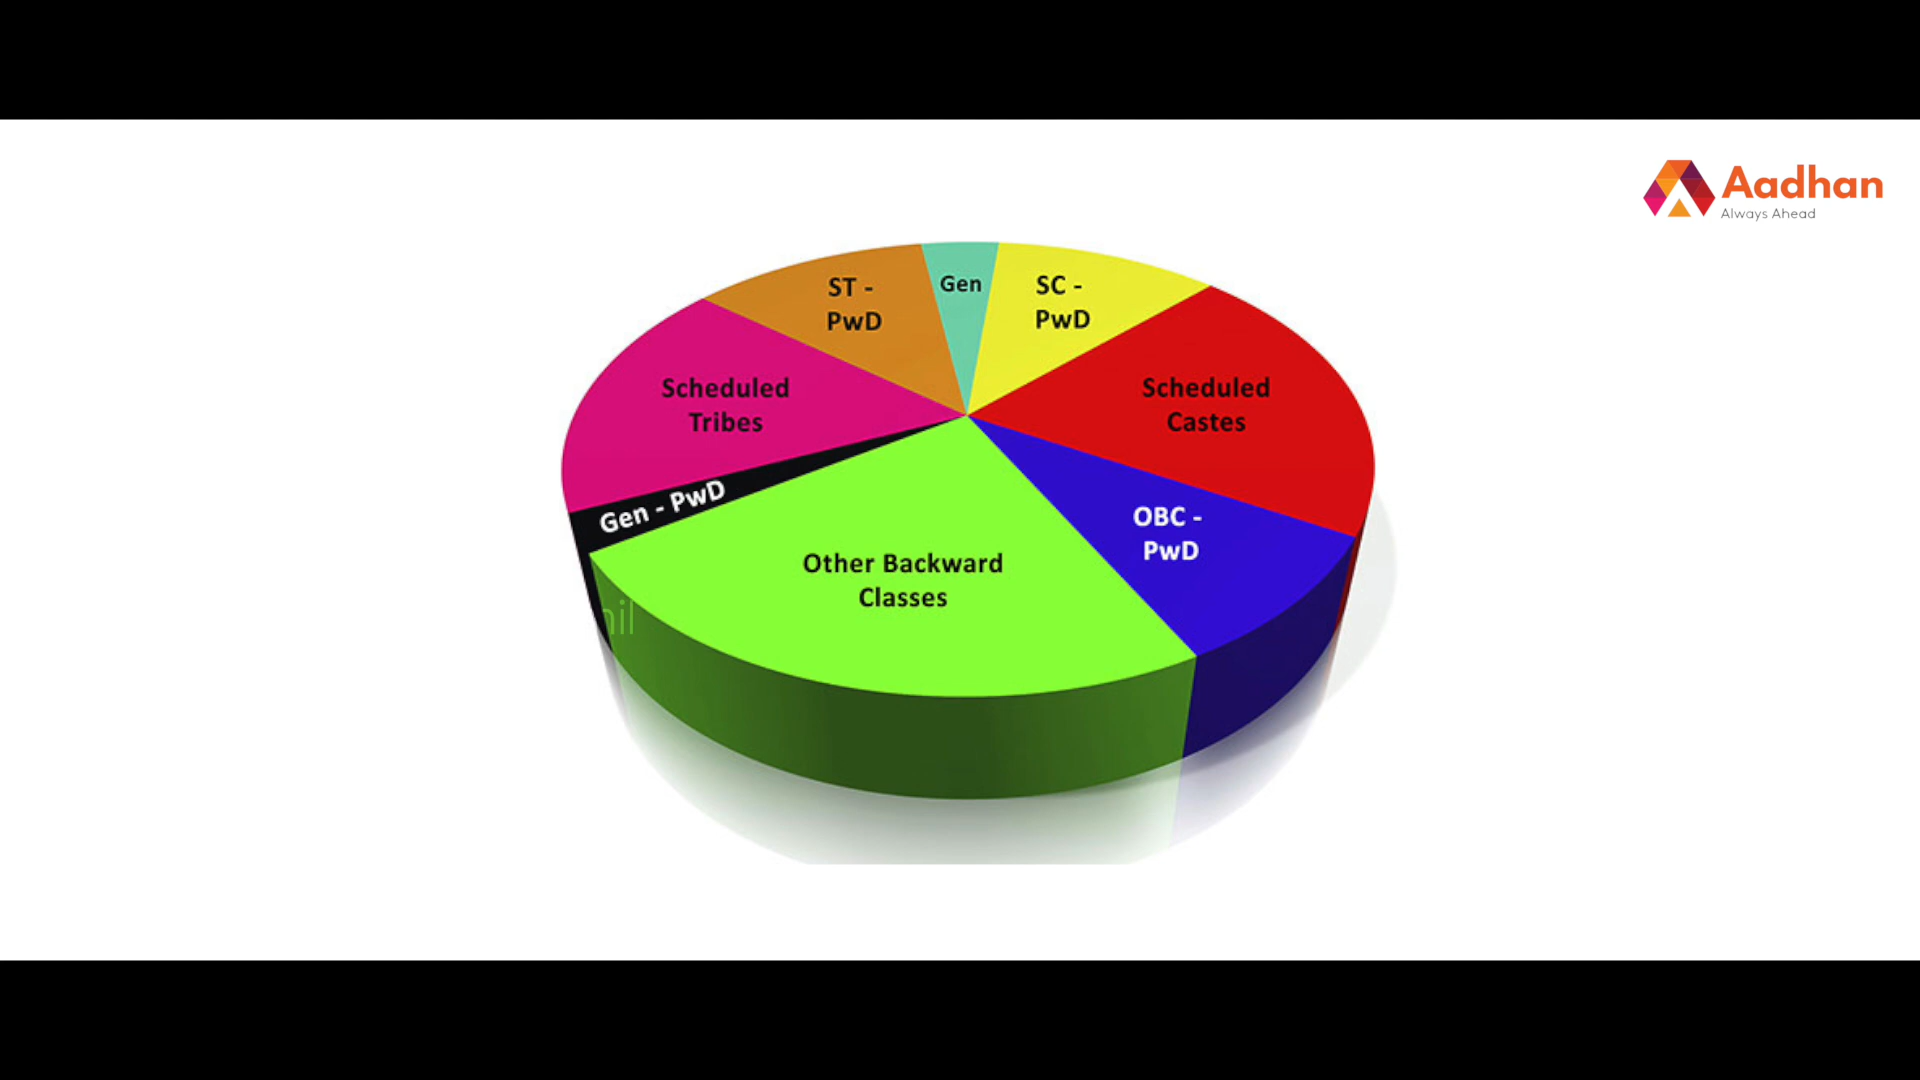 Aadhan
Always Ahead
ST -
PwD
Gen
SC -
PwD
Scheduled
Tribes
Scheduled
Castes
Gen - PwD
OBC -
PwD
Other Backward
Classes